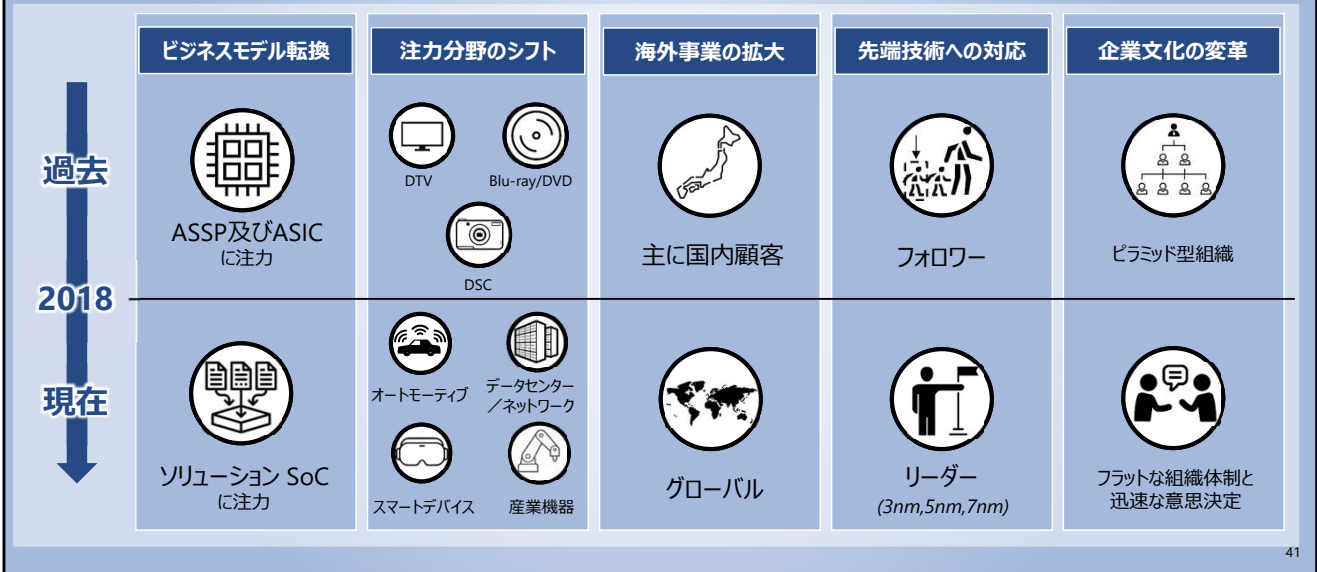 ビジネスモデル転換
注力分野のシフト
海外事業の拡大
先端技術への対応
企業文化の変革
過去
ASSP及びASIC
に注力
DTV
Blu-ray/DVD
DSC
主に国内顧客
フォロワー
ピラミッド型組織
2018
現在
ソリューション SoC
に注力
オートモーティブ
データセンター
／ネットワーク
スマートデバイス
産業機器
グローバル
リーダー
(3nm,5nm,7nm)
フラットな組織体制と
迅速な意思決定
41